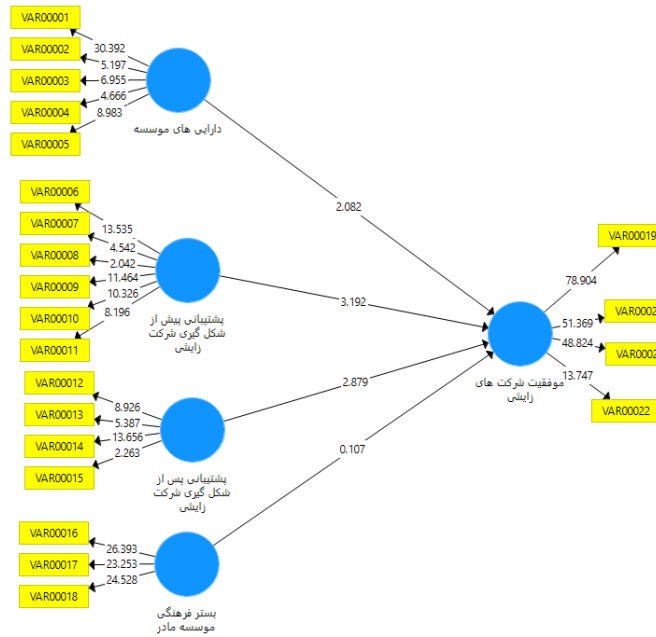 VAR00001
VAR00002
VAR00003
VAR00004
VAR00005
30.392
5.197
6.955
4.666
8.983
دارایی های موسسه
2.082
VAR00006
VAR00007
VAR00008
VAR00009
VAR00010
VAR00011
13.535
4.542
2.042
11.464
10.326
8.196
پشتیبانی پیش از
شکل گیری شرکت
زایشی
3.192
VAR00012
VAR00013
VAR00014
VAR00015
8.926
5.387
13.656
2.263
پشتیبانی پس از
شکل گیری شرکت
زایشی
2.879
VAR00016
VAR00017
VAR00018
26.393
23.253
24.528
بستر فرهنگی
موسسه مادر
0.107
موفقیت شرکت های
زایشی
78.904
51.369
48.824
13.747
VAR00019
VAR0002
VAR0002
VAR00022